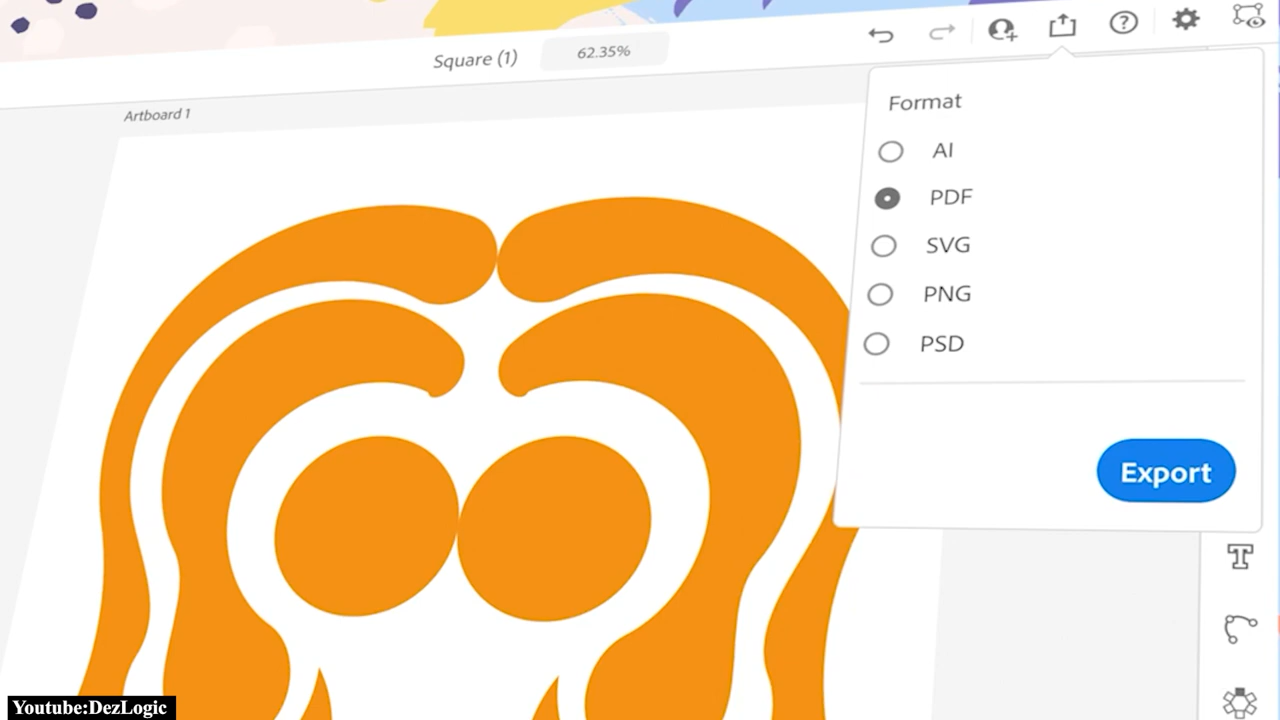 Square (1)
62.35%
Artboard 1
Format
AI
PDF
SVG
PNG
PSD
Export
T
Youtube:DezLogic